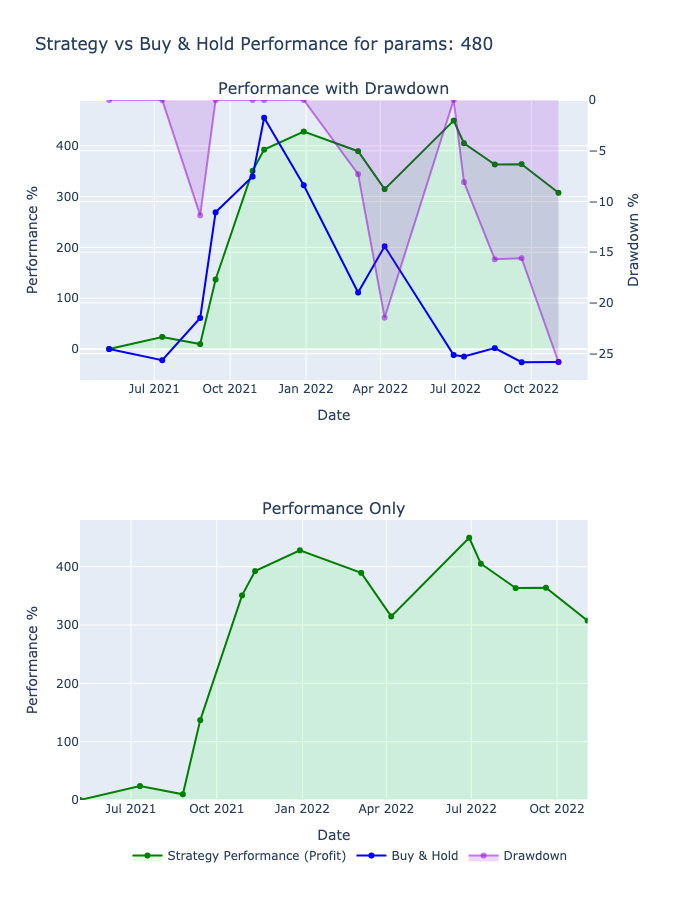 Strategy vs Buy & Hold Performance for params: 480
Performance with Drawdown
400
300
200
100
0
Performance %
0
−5
−10
−15
−20
−25
Drawdown %
Jul 2021
Oct 2021
Jan 2022
Apr 2022
Jul 2022
Oct 2022
Date
Performance Only
400
300
200
100
0
Performance %
Jul 2021
Oct 2021
Jan 2022
Apr 2022
Jul 2022
Oct 2022
Date
Strategy Performance (Profit)
Buy & Hold
Drawdown